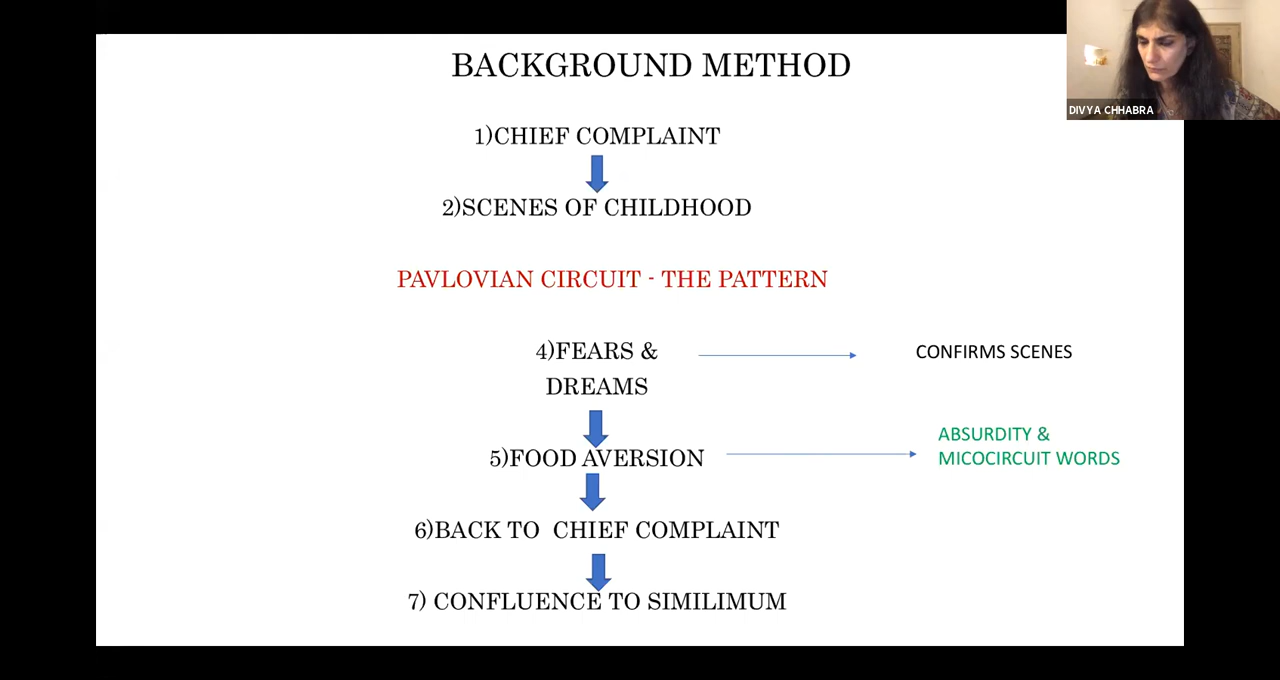 BACKGROUND METHOD
DIVYA CHHABRA
1)CHIEF COMPLAINT
2)SCENES OF CHILDHOOD
PAVLOVIAN CIRCUIT - THE PATTERN
4)FEARS &
DREAMS
CONFIRMS SCENES
5)FOOD AVERSION
ABSURDITY &
MICOCIRCUIT WORDS
6)BACK TO CHIEF COMPLAINT
7) CONFLUENCE TO SIMILIMUM